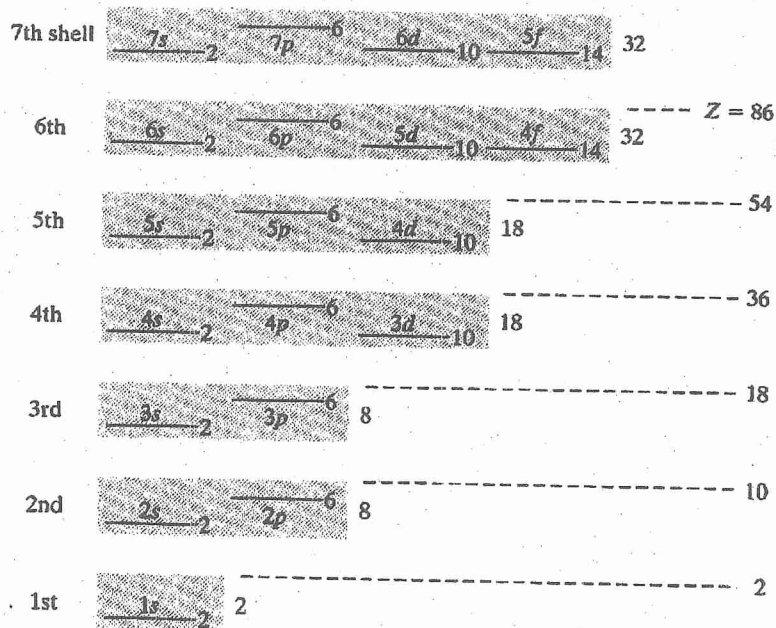 7th shell 7s 2 7p 6 6d 10 5f 14 32
6th 6s 2 6p 6 5d 10 4f 14 32 Z = 86
5th 5s 2 5p 6 4d 10 18 54
4th 4s 2 4p 6 3d 10 18 36
3rd 3s 2 3p 6 8 18
2nd 2s 2 2p 6 8 10
1st 1s 2 2 2